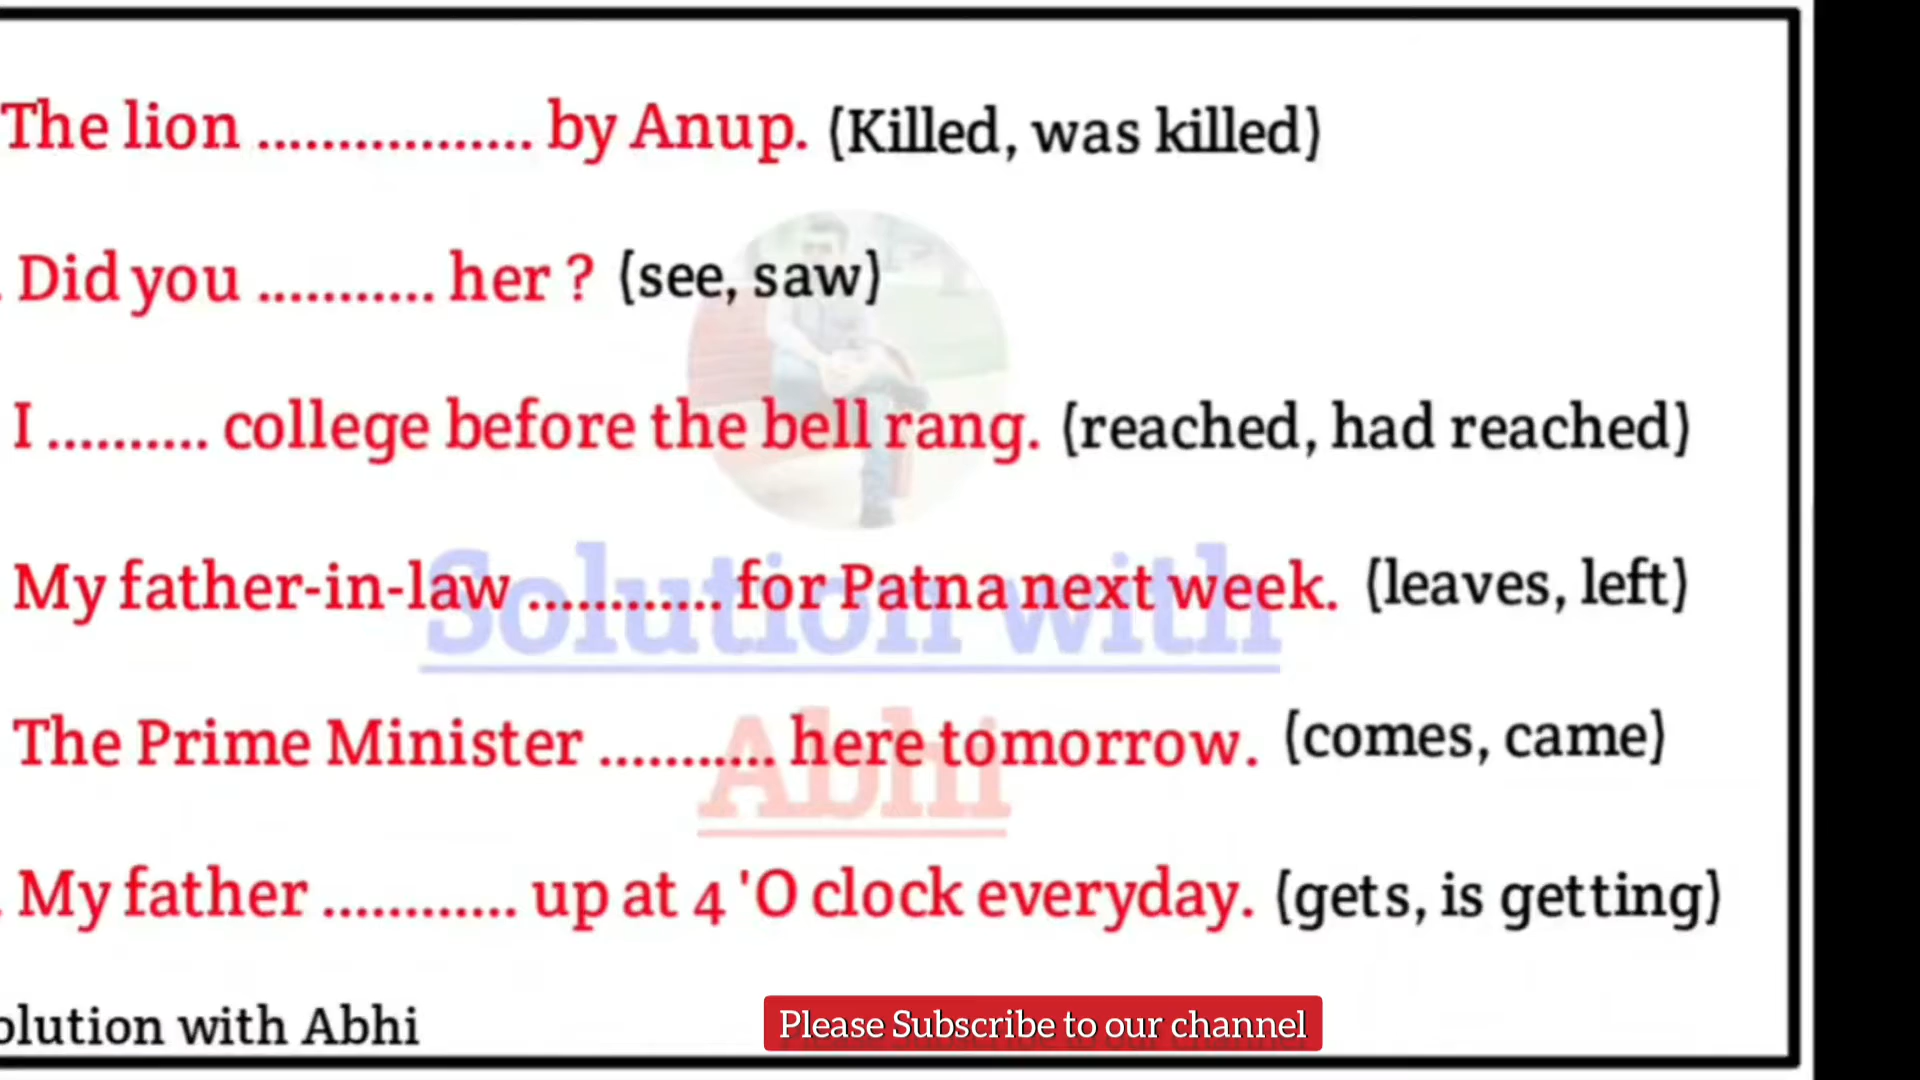 The lion ................. by Anup. (Killed, was killed)
. Did you ........... her ? (see, saw)
I .......... college before the bell rang. (reached, had reached)
My father-in-law ............ for Patna next week. (leaves, left)
Solution with
The Prime Minister ........... here tomorrow. (comes, came)
Abhi
. My father ............ up at 4 'O clock everyday. (gets, is getting)
olution with Abhi
Please Subscribe to our channel